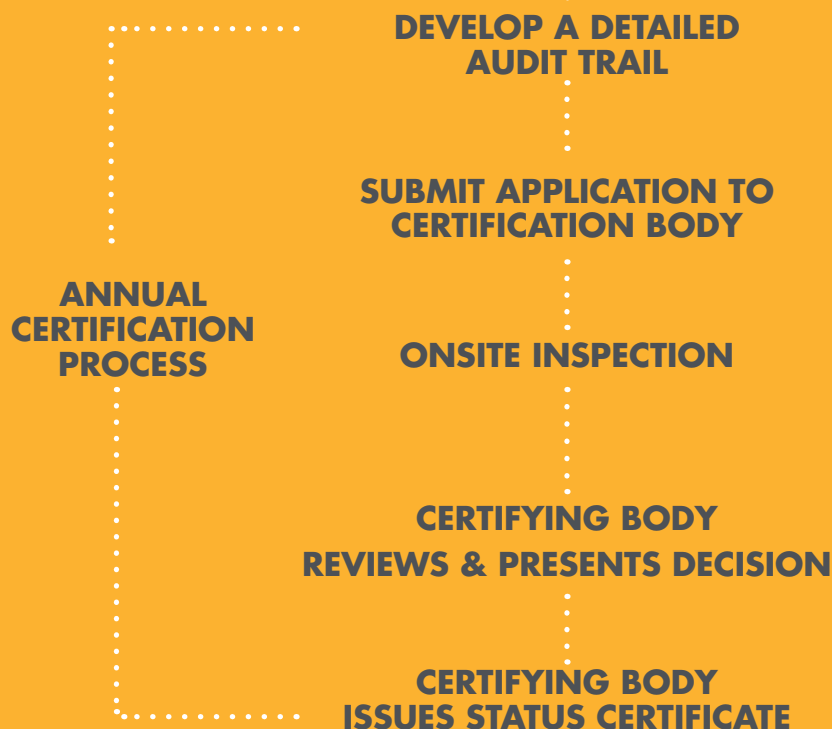 DEVELOP A DETAILED
AUDIT TRAIL
SUBMIT APPLICATION TO
CERTIFICATION BODY
ANNUAL
CERTIFICATION
PROCESS
ONSITE INSPECTION
CERTIFYING BODY
REVIEWS & PRESENTS DECISION
CERTIFYING BODY
ISSUES STATUS CERTIFICATE